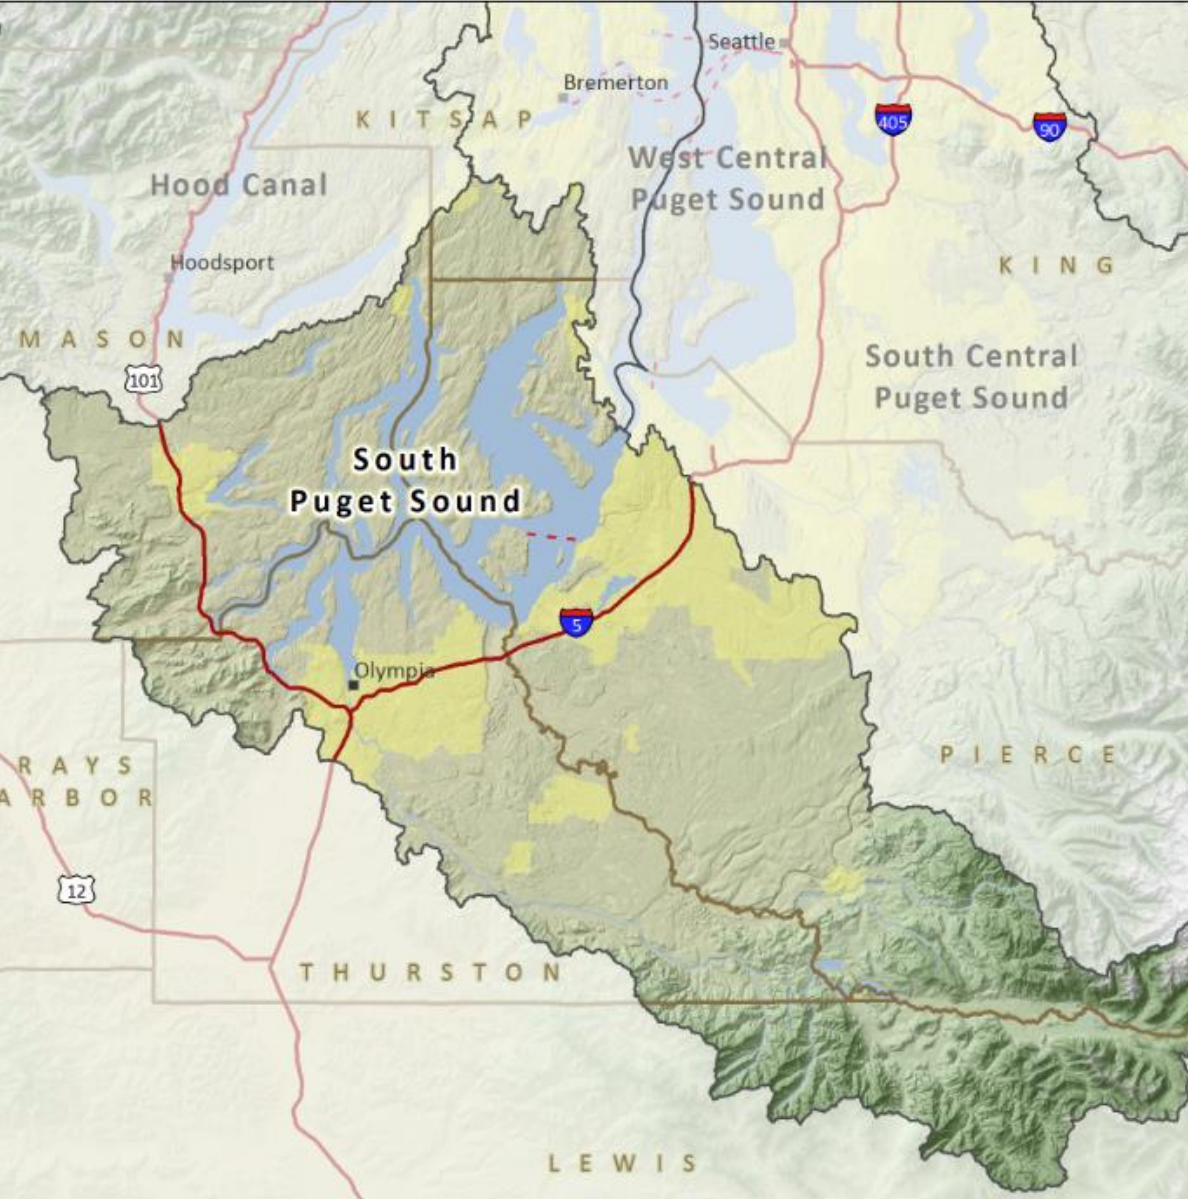 Seattle
Bremerton
KITSAP
405
90
West Central
Puget Sound
Hood Canal
Hoodsport
KING
MASON
101
South Central
Puget Sound
South
Puget Sound
5
Olympia
RAYS
ARBOR
PIERCE
12
THURSTON
LEWIS